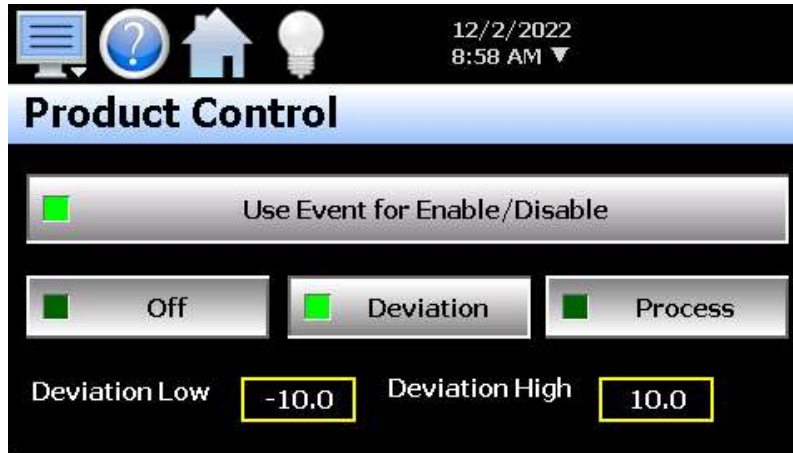 ?
12/2/2022
8:58 AM ▼
Product Control
Use Event for Enable/Disable
Off Deviation Process
Deviation Low -10.0 Deviation High 10.0